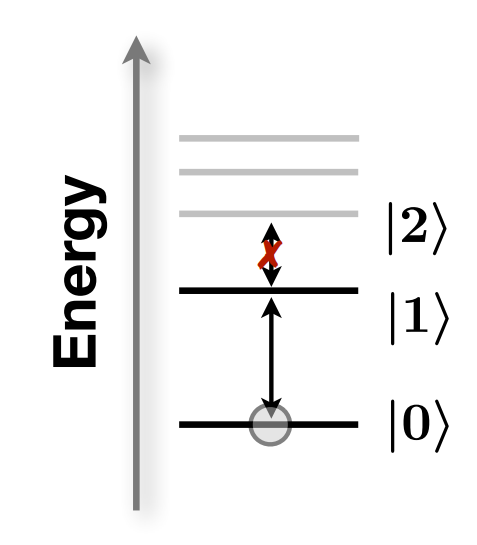 Energy
|2⟩
|1⟩
|0⟩